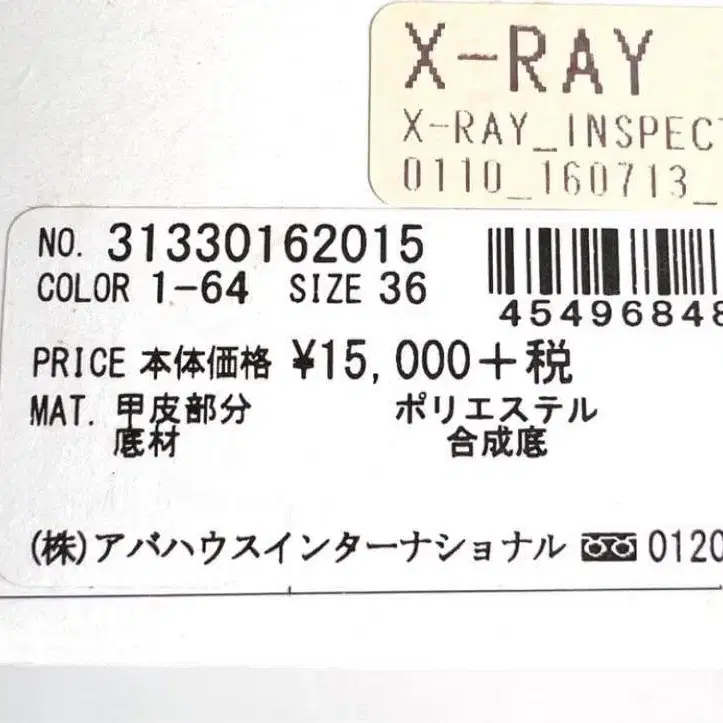 X-RAY
X-RAY_INSPECT
0110_160713_
NO. 31330162015
COLOR 1-64 SIZE 36
45496848
PRICE 本体価格 ¥15,000+税
MAT. 甲皮部分 ポリエステル
底材 合成底
(株)アバハウスインターナショナル 0120